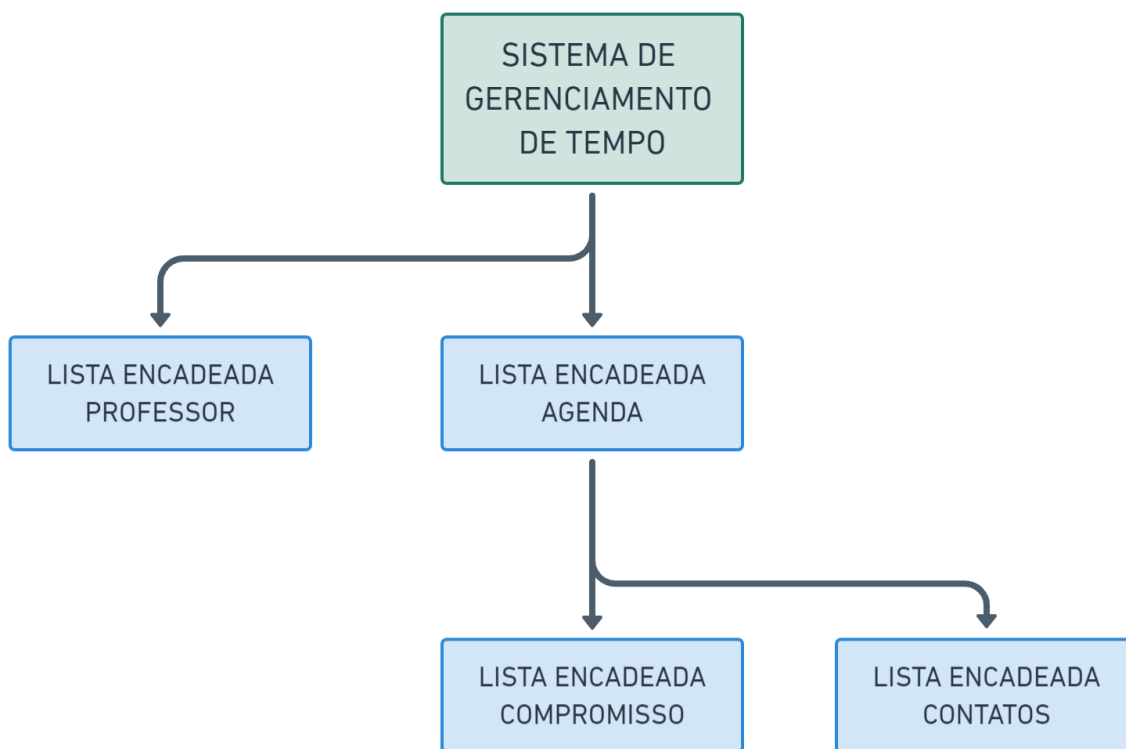 SISTEMA DE
GERENCIAMENTO
DE TEMPO
LISTA ENCADEADA
PROFESSOR
LISTA ENCADEADA
AGENDA
LISTA ENCADEADA
COMPROMISSO
LISTA ENCADEADA
CONTATOS